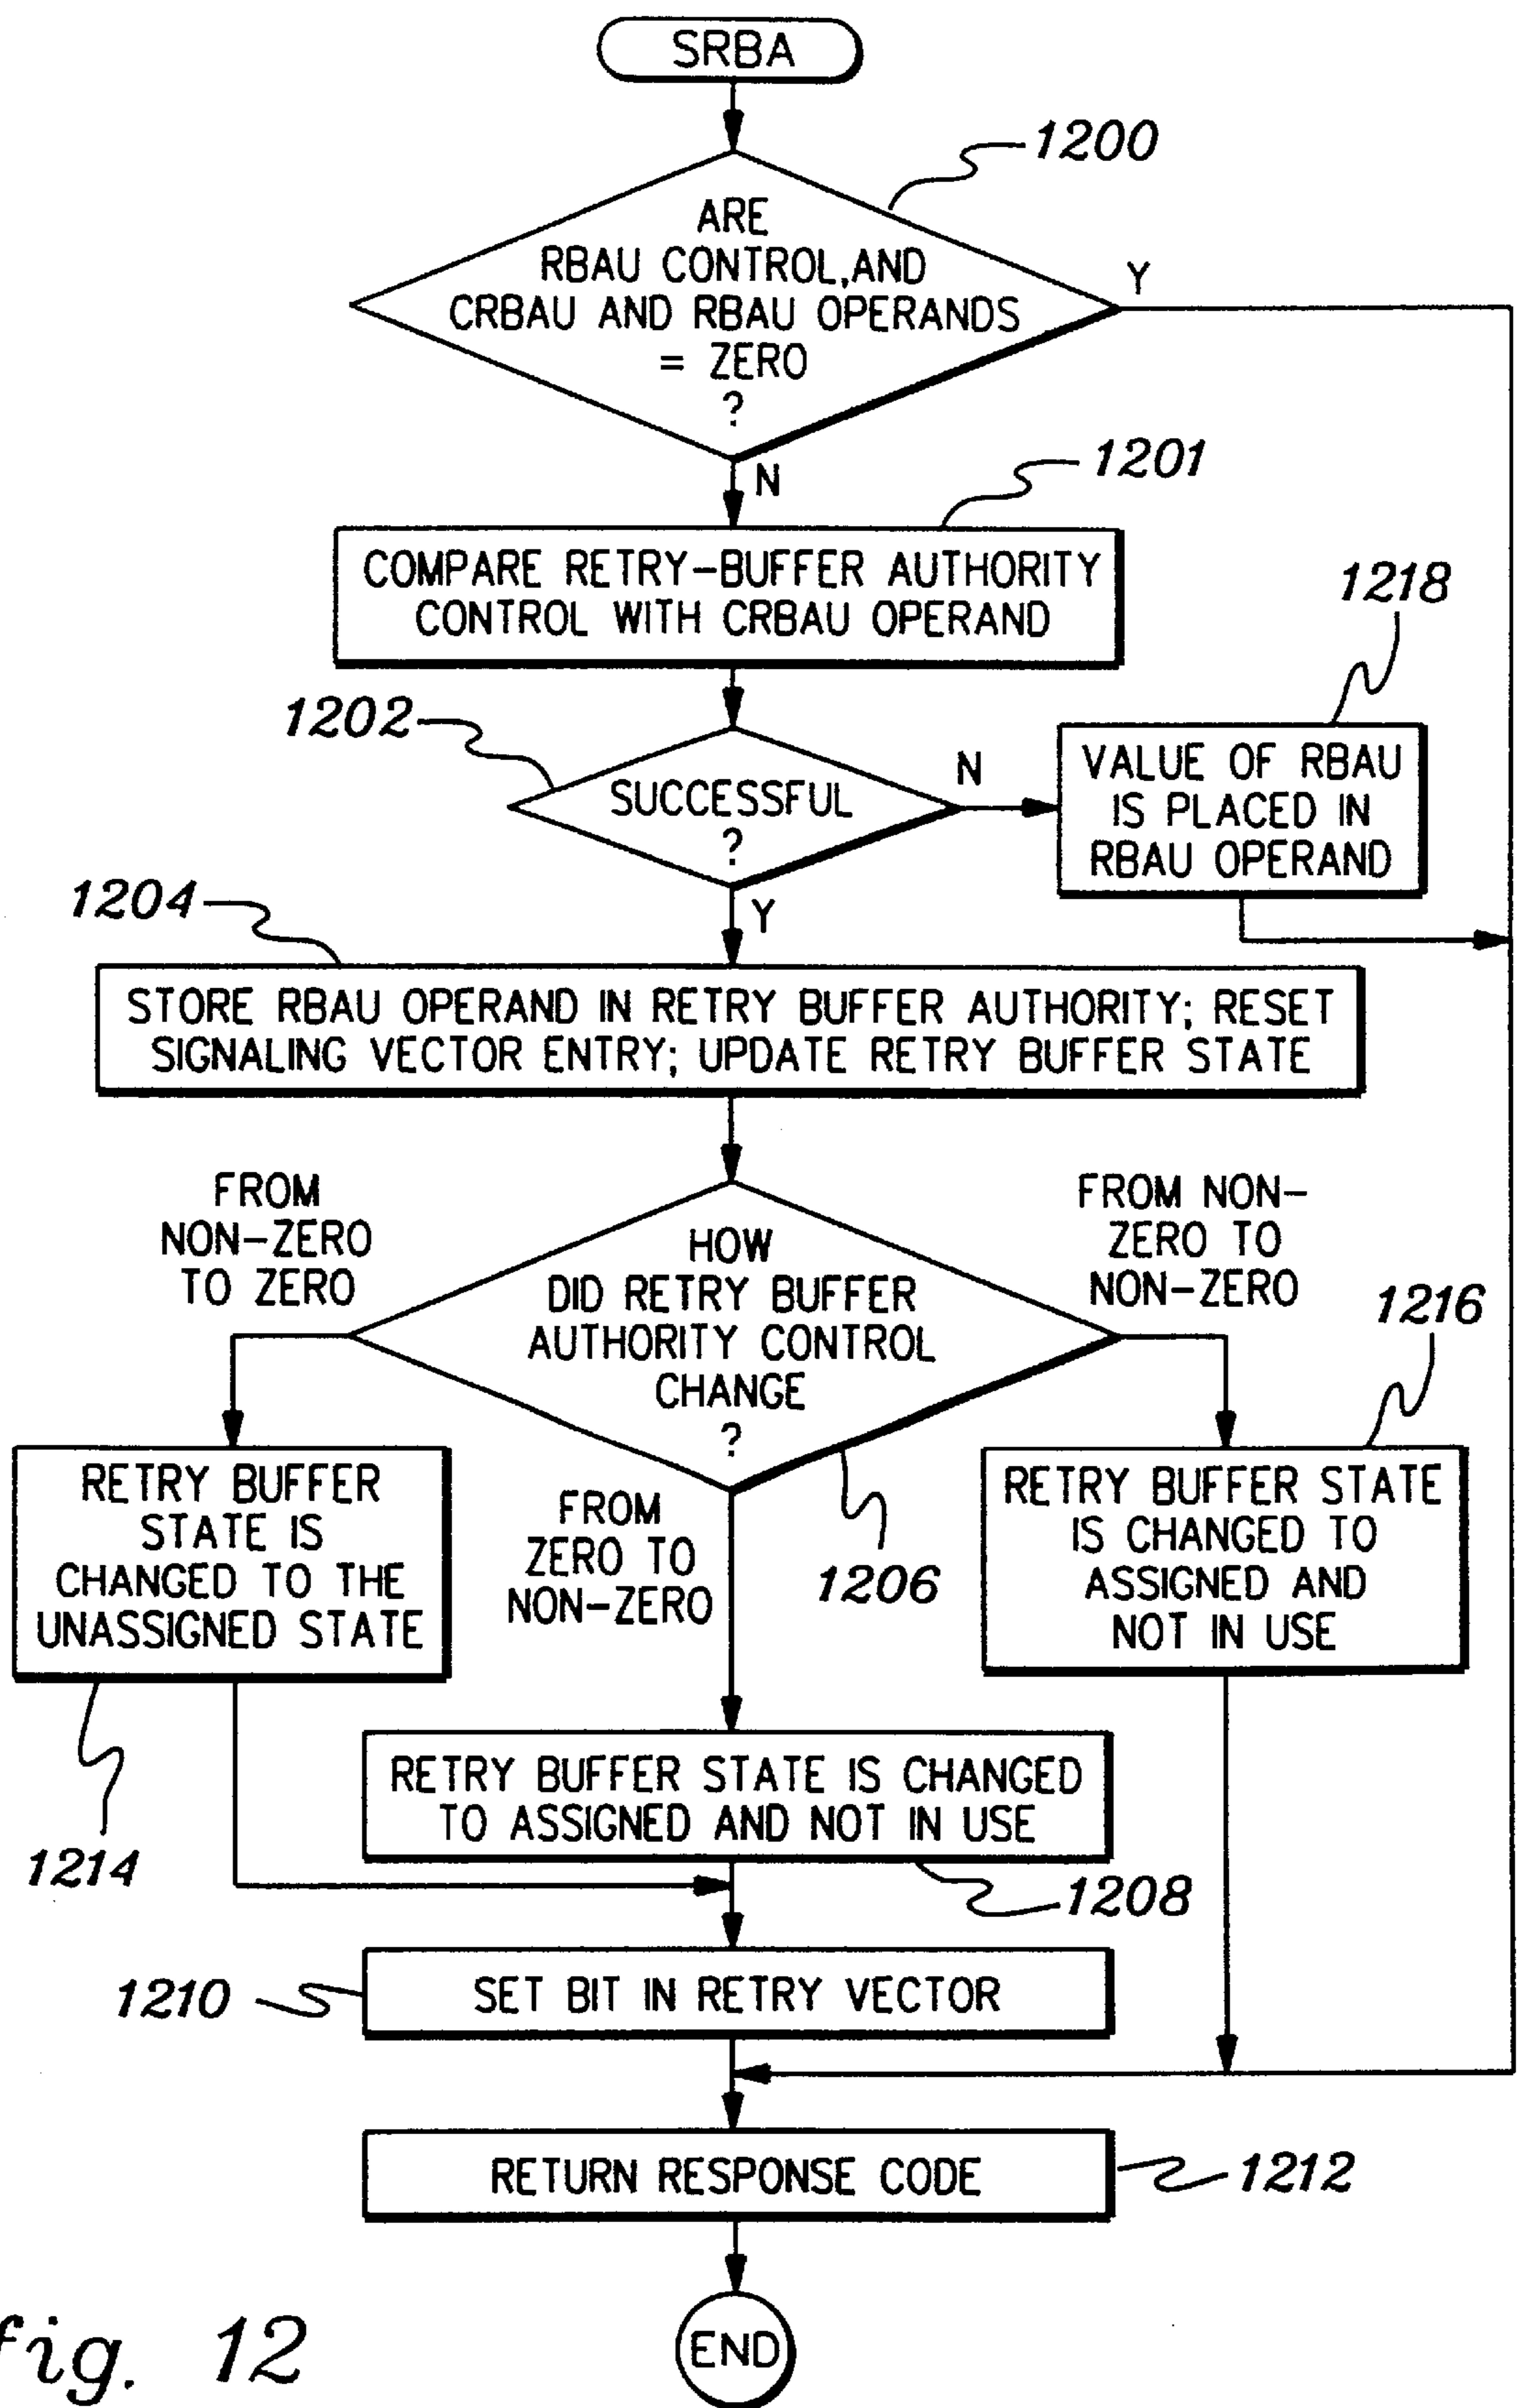 SRBA
1200
ARE
RBAU CONTROL,AND
CRBAU AND RBAU OPERANDS
= ZERO
?
Y
N
1201
COMPARE RETRY-BUFFER AUTHORITY
CONTROL WITH CRBAU OPERAND
1218
1202
SUCCESSFUL
?
N
VALUE OF RBAU
IS PLACED IN
RBAU OPERAND
Y
1204
STORE RBAU OPERAND IN RETRY BUFFER AUTHORITY; RESET
SIGNALING VECTOR ENTRY; UPDATE RETRY BUFFER STATE
FROM
NON-ZERO
TO ZERO
HOW
DID RETRY BUFFER
AUTHORITY CONTROL
CHANGE
?
FROM NON-
ZERO TO
NON-ZERO
1216
RETRY BUFFER
STATE IS
CHANGED TO THE
UNASSIGNED STATE
FROM
ZERO TO
NON-ZERO
1206
RETRY BUFFER STATE
IS CHANGED TO
ASSIGNED AND
NOT IN USE
1214
RETRY BUFFER STATE IS CHANGED
TO ASSIGNED AND NOT IN USE
1208
1210
SET BIT IN RETRY VECTOR
RETURN RESPONSE CODE
1212
END
fig. 12